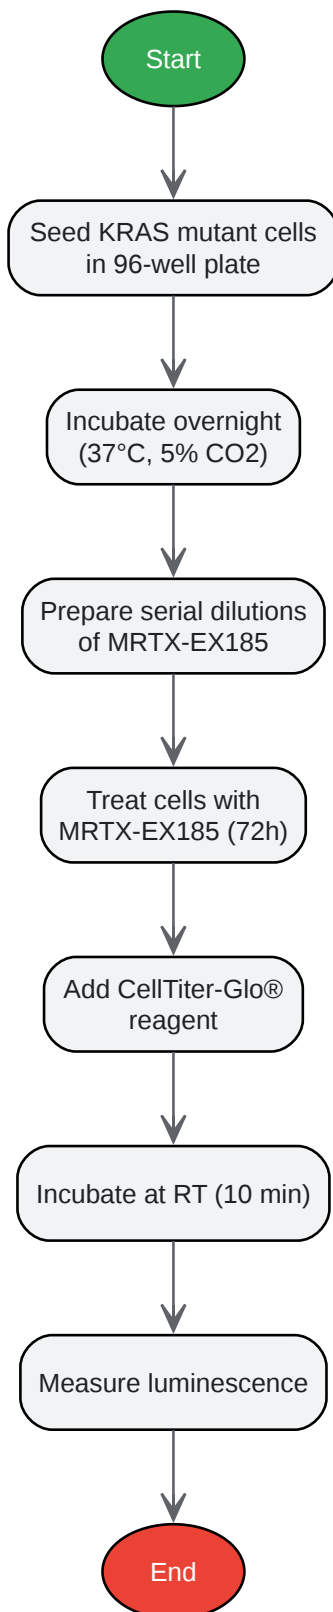 Start
Seed KRAS mutant cells
in 96-well plate
Incubate overnight
(37°C, 5% CO2)
Prepare serial dilutions
of MRTX-EX185
Treat cells with
MRTX-EX185 (72h)
Add CellTiter-Glo®
reagent
Incubate at RT (10 min)
Measure luminescence
End